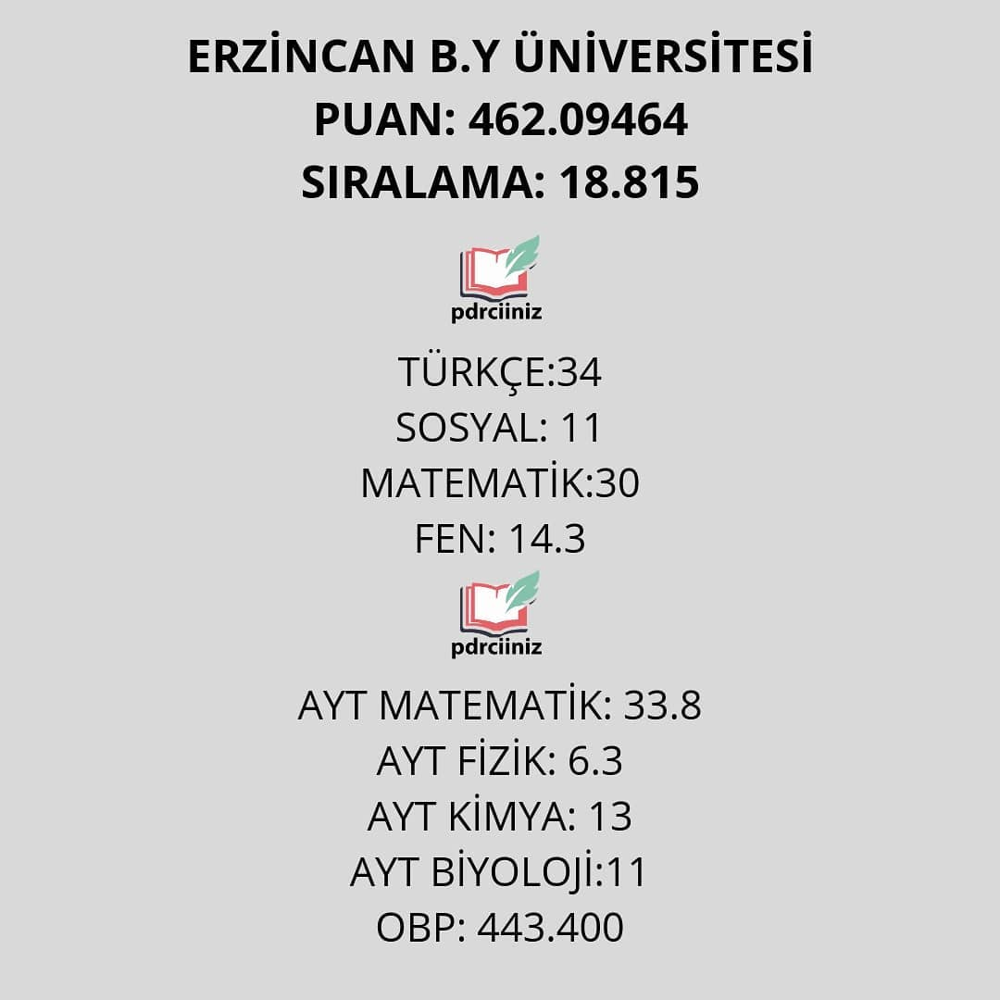 ERZİNCAN B.Y ÜNİVERSİTESİ
PUAN: 462.09464
SIRALAMA: 18.815
pdrciiniz
TÜRKÇE:34
SOSYAL: 11
MATEMATİK:30
FEN: 14.3
pdrciiniz
AYT MATEMATİK: 33.8
AYT FİZİK: 6.3
AYT KİMYA: 13
AYT BİYOLOJİ:11
OBP: 443.400